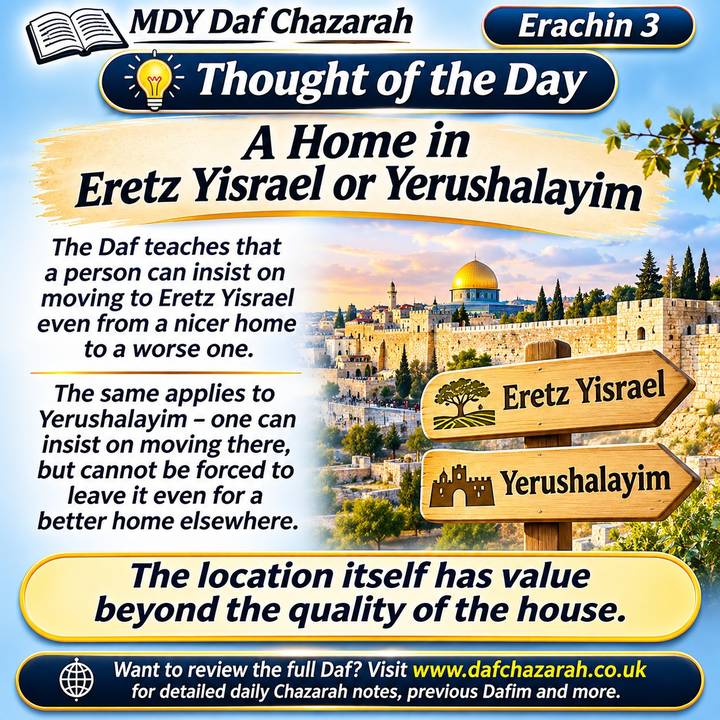 MDY Daf Chazarah
Erachin 3
Thought of the Day
A Home in
Eretz Yisrael or Yerushalayim
The Daf teaches that
a person can insist on
moving to Eretz Yisrael
even from a nicer home
to a worse one.
The same applies to
Yerushalayim – one can
insist on moving there,
but cannot be forced to
leave it even for a
better home elsewhere.
Eretz Yisrael
Yerushalayim
The location itself has value
beyond the quality of the house.
Want to review the full Daf? Visit www.dafchazarah.co.uk
for detailed daily Chazarah notes, previous Dafim and more.